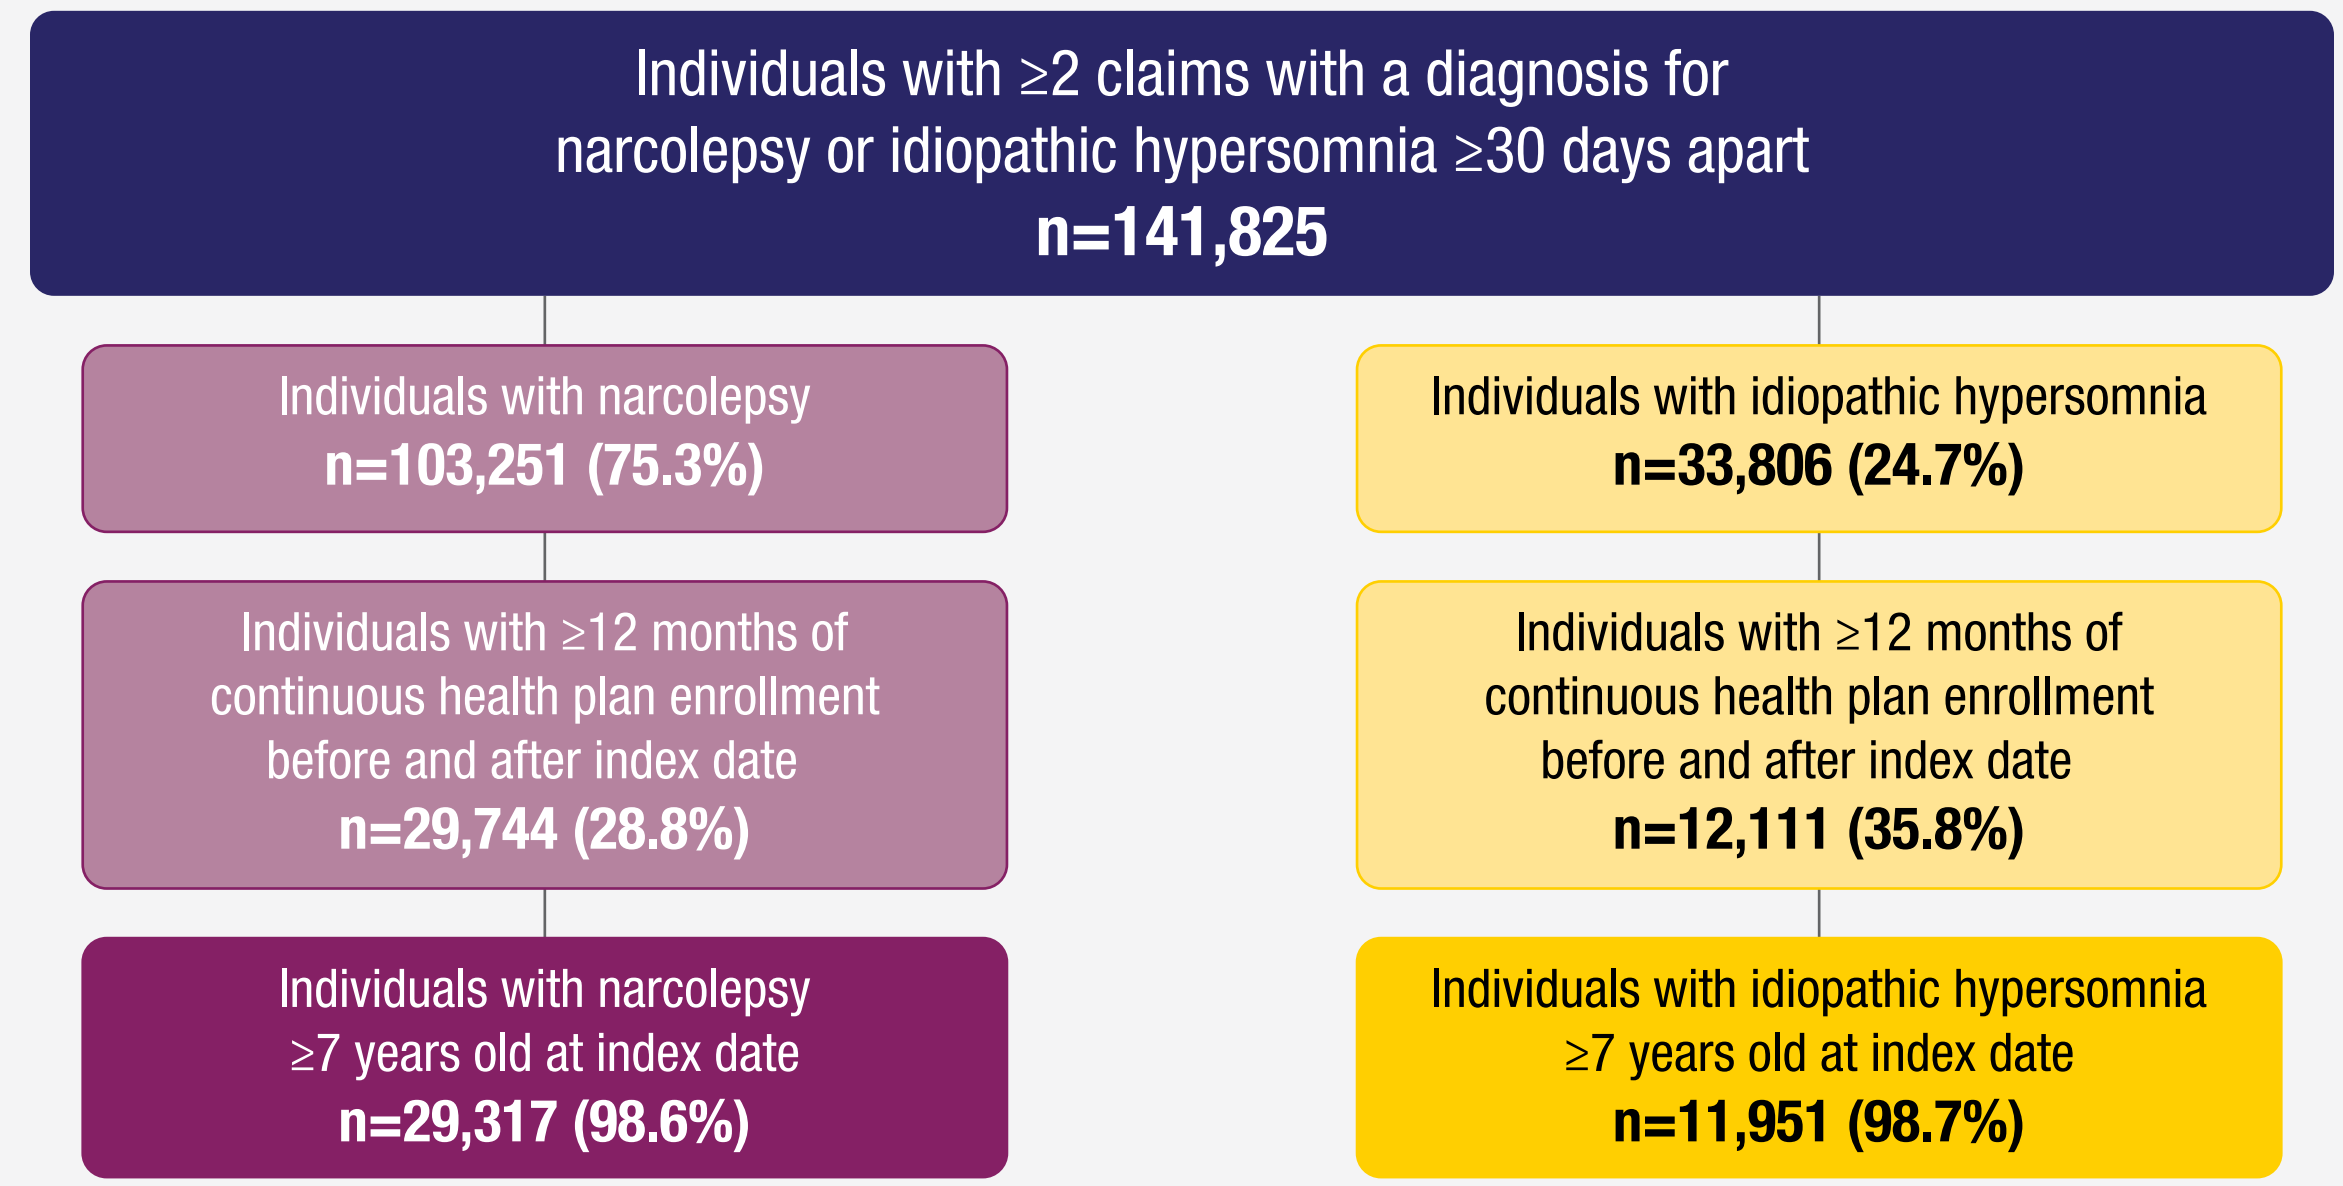 Individuals with ≥2 claims with a diagnosis for
narcolepsy or idiopathic hypersomnia ≥30 days apart
n=141,825
Individuals with narcolepsy
n=103,251 (75.3%)
Individuals with ≥12 months of
continuous health plan enrollment
before and after index date
n=29,744 (28.8%)
Individuals with narcolepsy
≥7 years old at index date
n=29,317 (98.6%)
Individuals with idiopathic hypersomnia
n=33,806 (24.7%)
Individuals with ≥12 months of
continuous health plan enrollment
before and after index date
n=12,111 (35.8%)
Individuals with idiopathic hypersomnia
≥7 years old at index date
n=11,951 (98.7%)